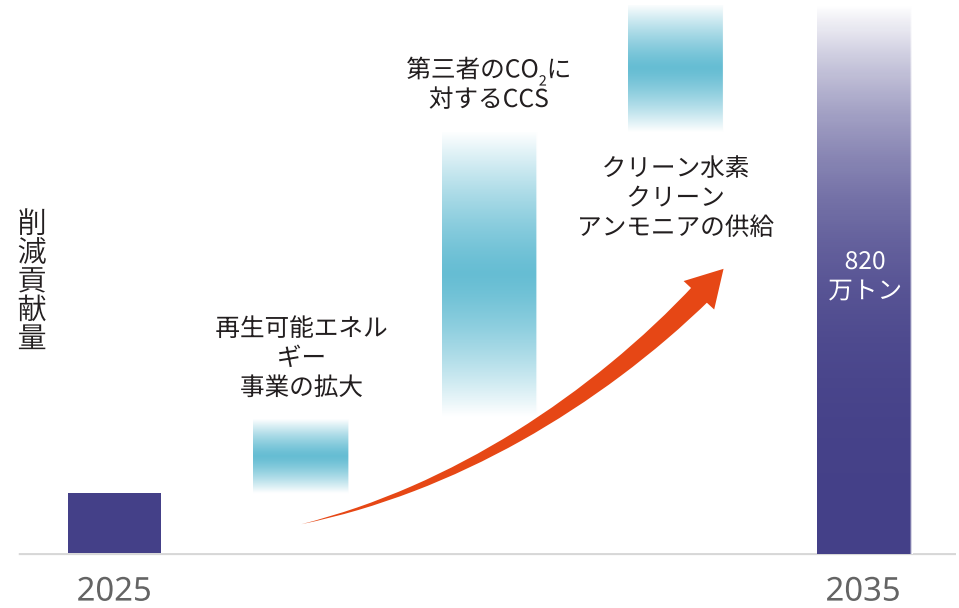 削減貢献量
再生可能エネル
ギー
事業の拡大
第三者のCO₂に
対するCCS
クリーン水素
クリーン
アンモニアの供給
820
万トン
2025
2035